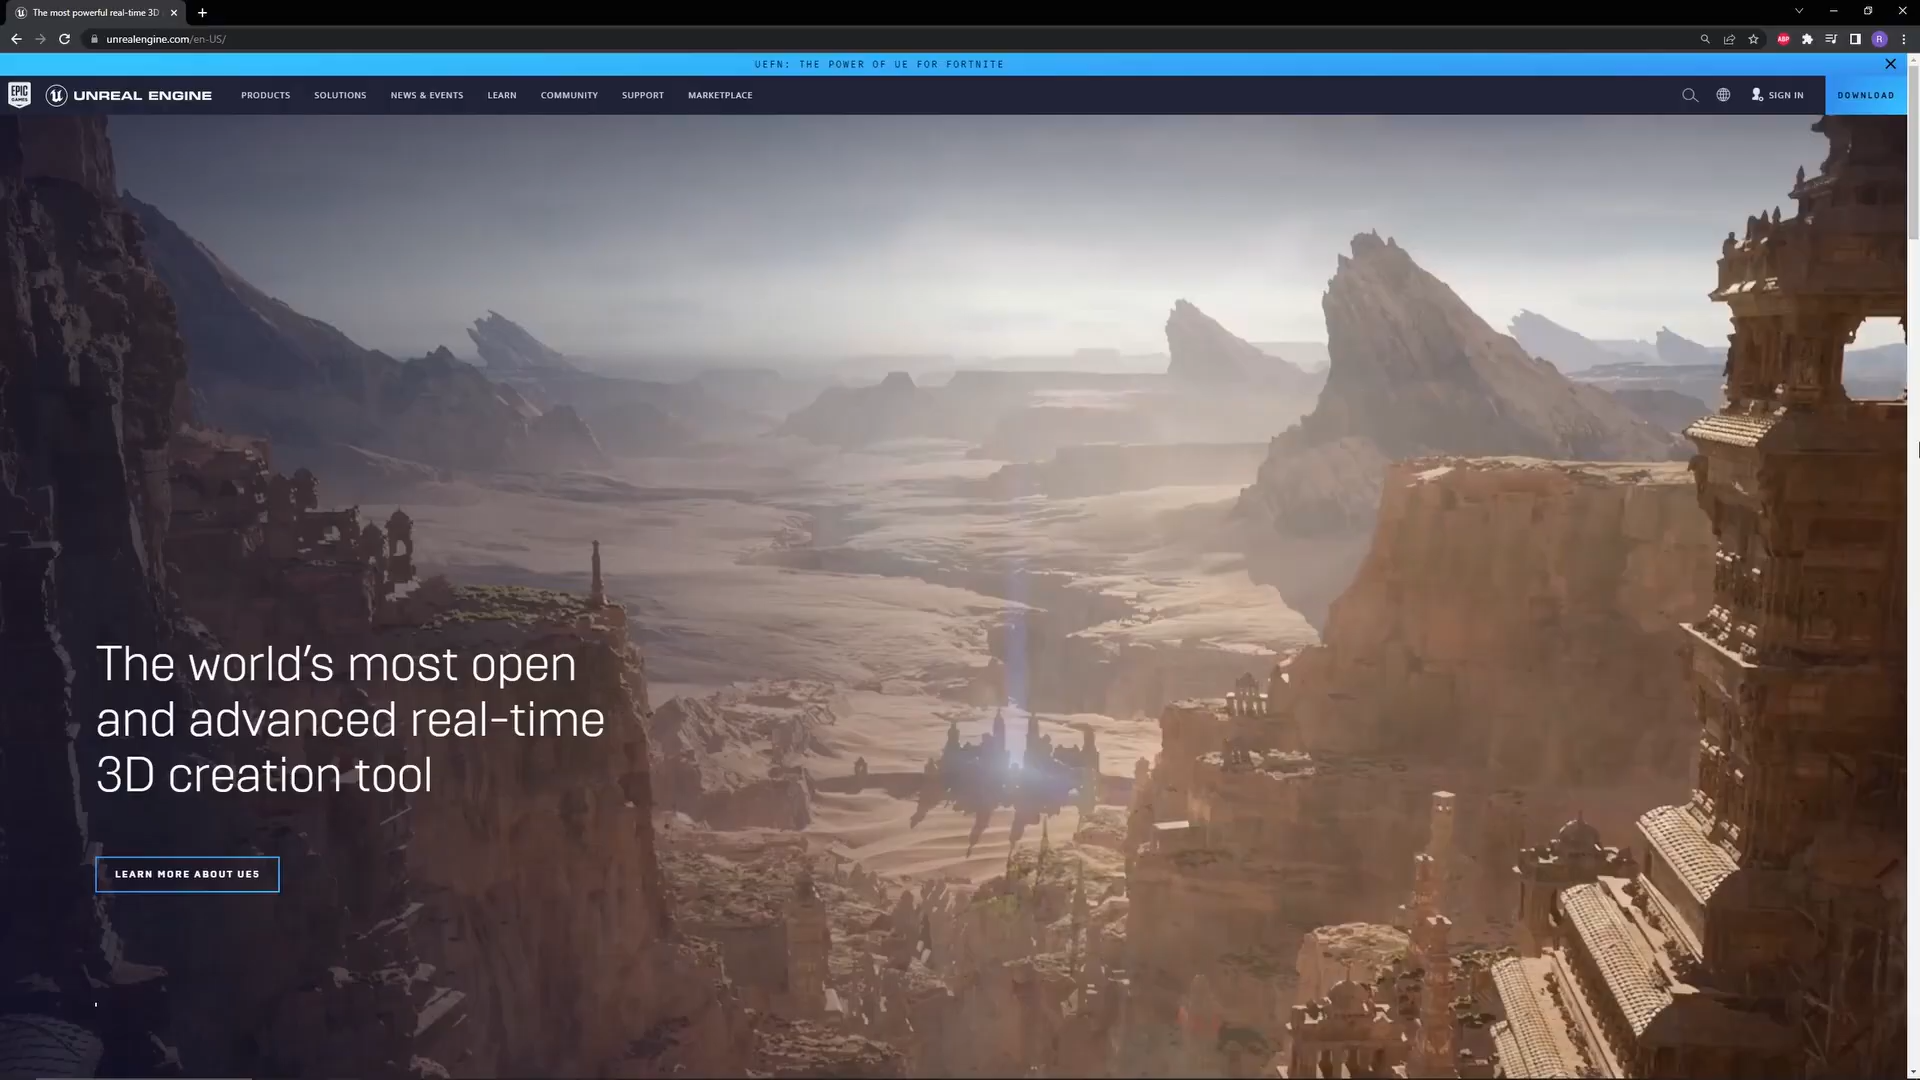 The most powerful real-time 3D
unrealengine.com/en-US/
ABP
R
UEFN: THE POWER OF UE FOR FORTNITE
EPIC GAMES
UNREAL ENGINE
PRODUCTS
SOLUTIONS
NEWS & EVENTS
LEARN
COMMUNITY
SUPPORT
MARKETPLACE
SIGN IN
DOWNLOAD
The world's most open
and advanced real-time
3D creation tool
LEARN MORE ABOUT UE5